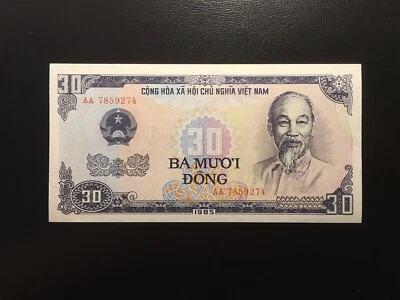 30
CỘNG HÒA XÃ HỘI CHỦ NGHĨA VIỆT NAM
AA 7859274
30
BA MƯƠI
ĐỒNG
AA 7859274
30
1985
30